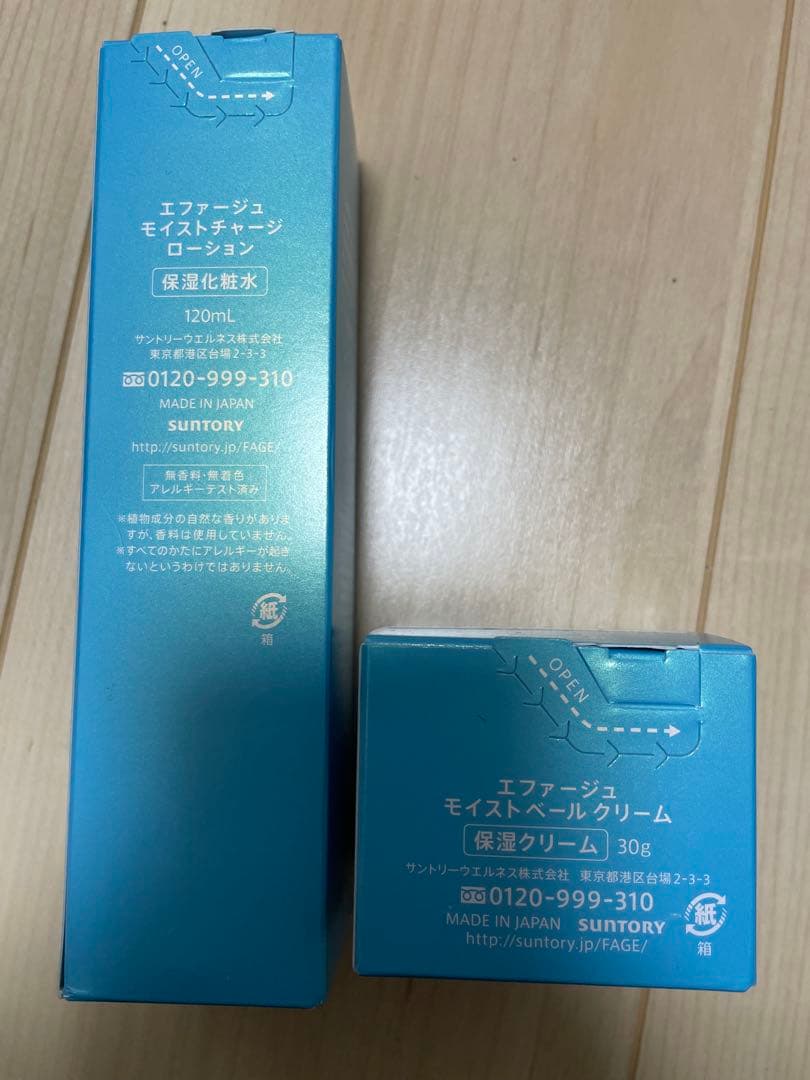 OPEN
エファージュ
モイストチャージ
ローション
保湿化粧水
120mL
サントリーウエルネス株式会社
東京都港区台場2-3-3
0120-999-310
MADE IN JAPAN
SUNTORY
http://suntory.jp/FAGE/
無香料・無着色
アレルギーテスト済み
※植物成分の自然な香りがありま
すが、香料は使用していません。
※すべてのかたにアレルギーが起き
ないというわけではありません。
紙
箱
OPEN
エファージュ
モイスト ベール クリーム
保湿クリーム 30g
サントリーウエルネス株式会社 東京都港区台場2-3-3
0120-999-310
MADE IN JAPAN SUNTORY
http://suntory.jp/FAGE/
紙
箱